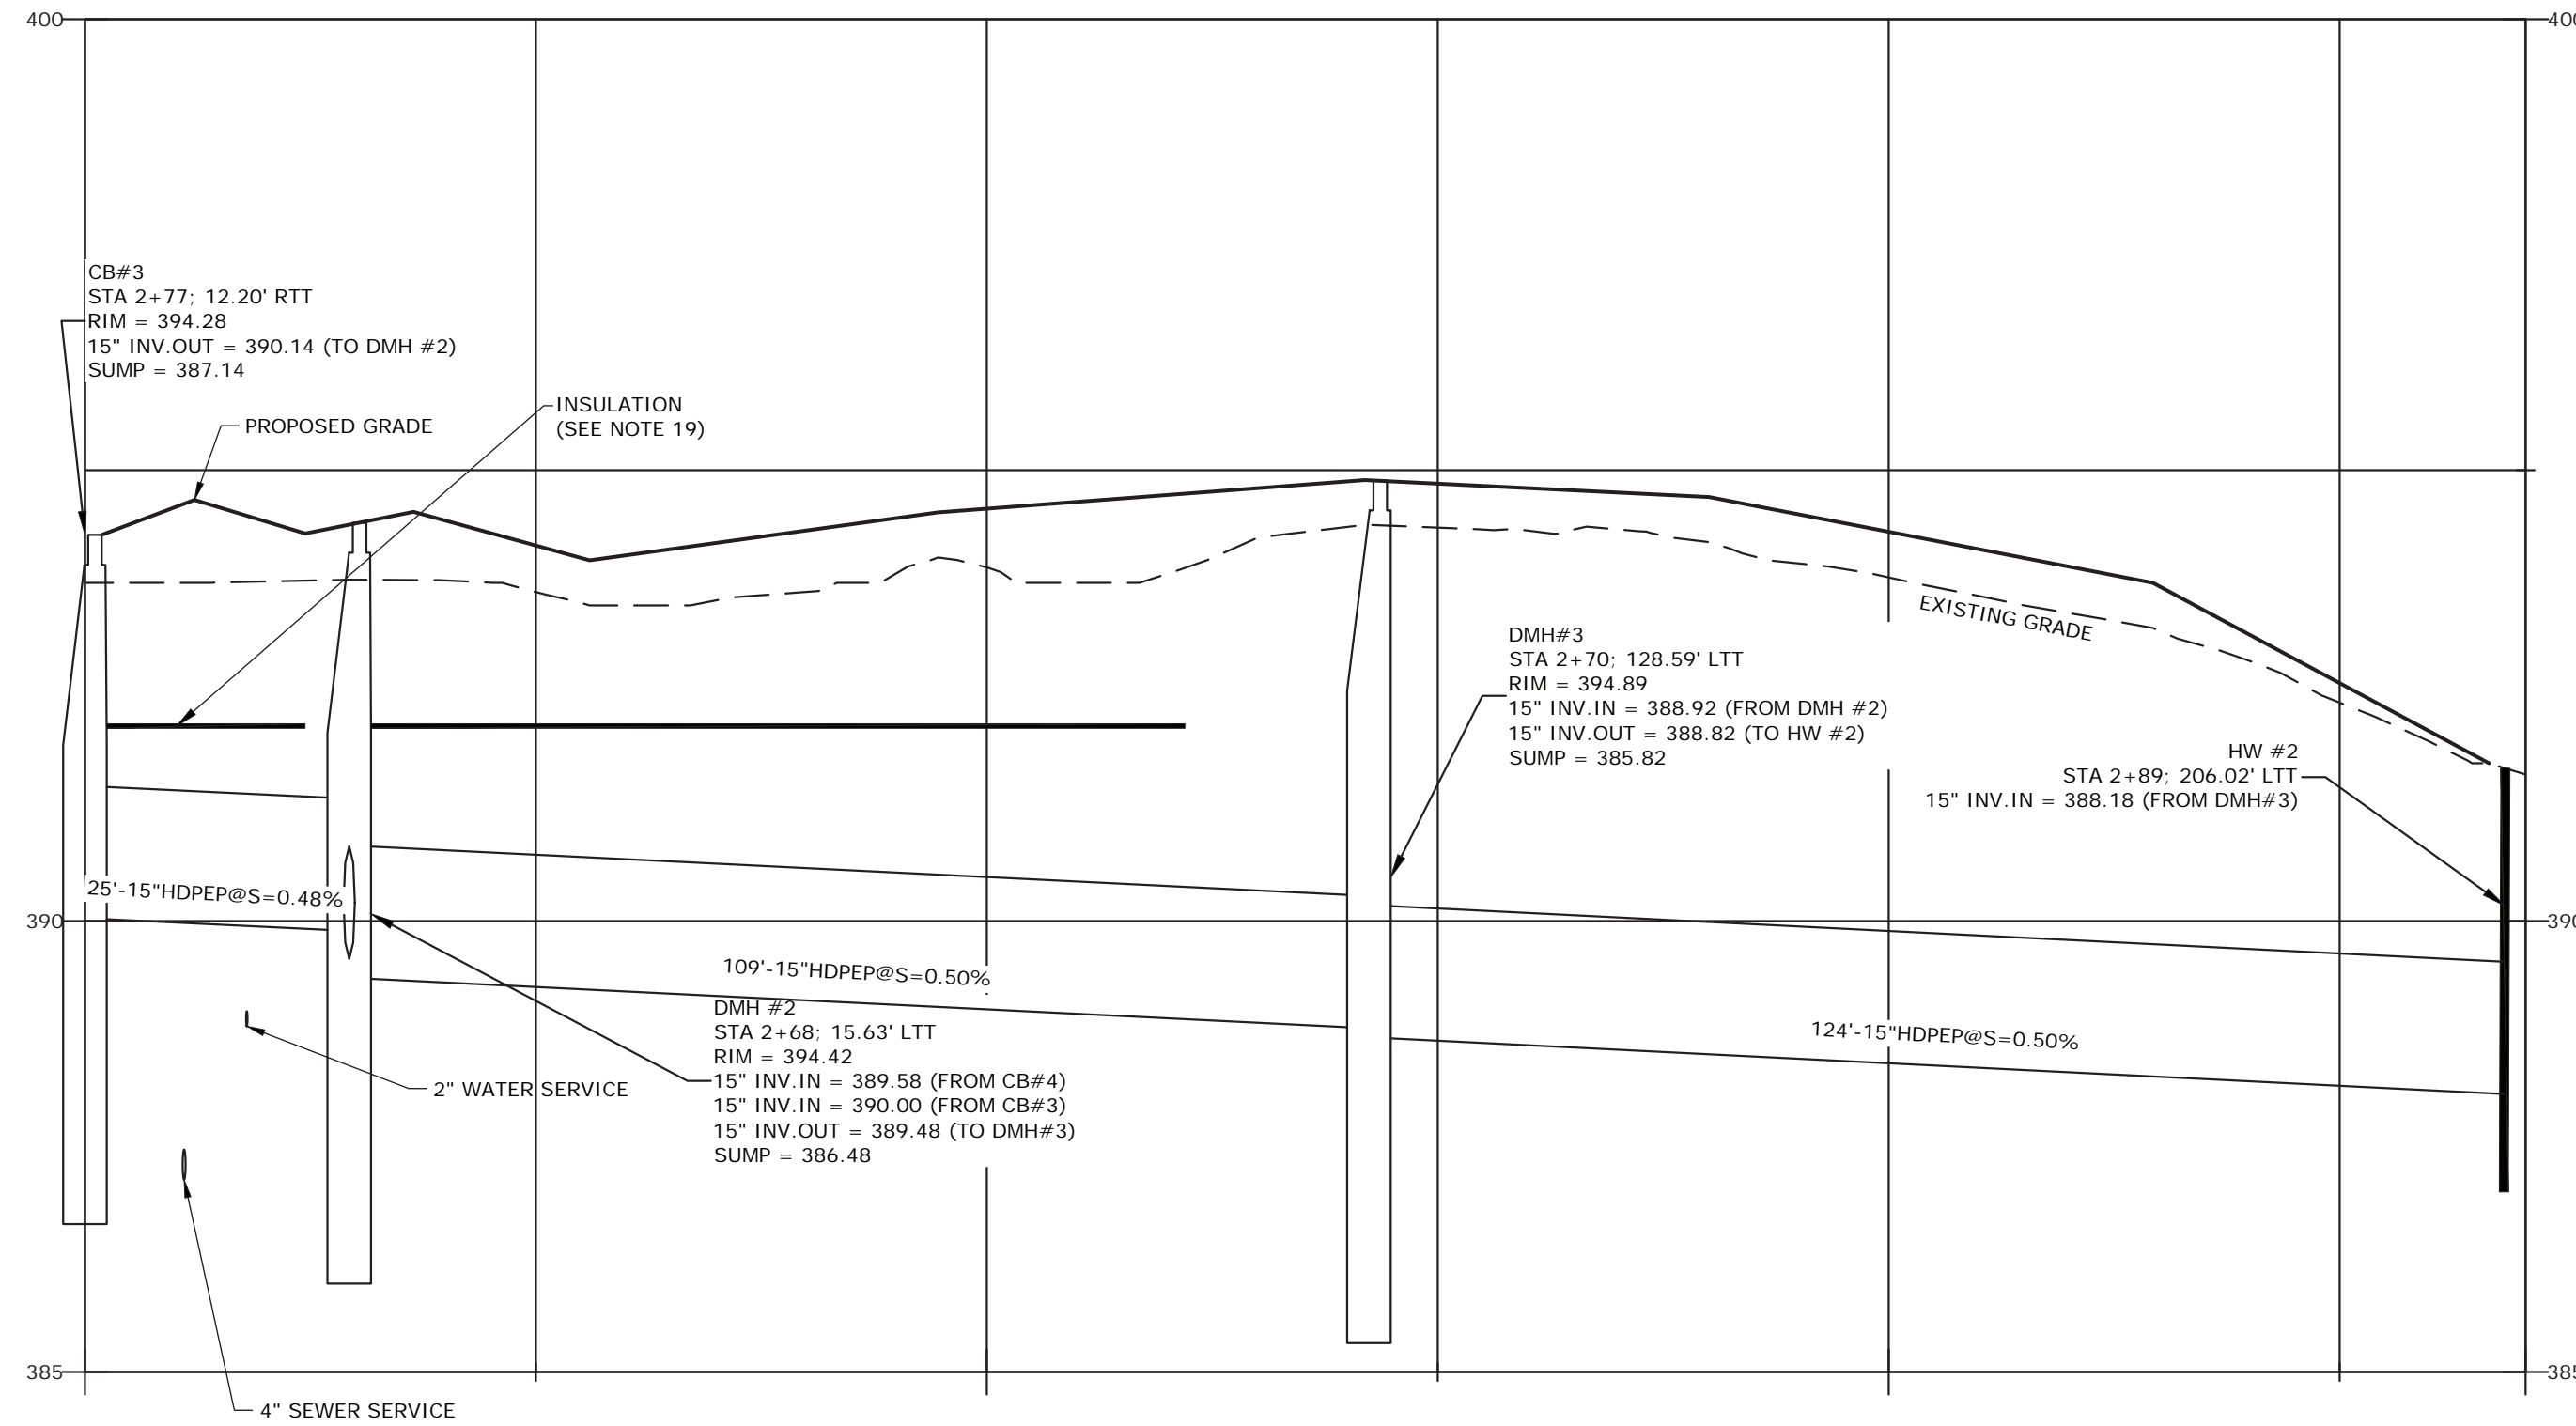 400
400
CB#3
STA 2+77; 12.20' RTT
RIM = 394.28
15" INV.OUT = 390.14 (TO DMH #2)
SUMP = 387.14
PROPOSED GRADE
INSULATION
(SEE NOTE 19)
EXISTING GRADE
DMH#3
STA 2+70; 128.59' LTT
RIM = 394.89
15" INV.IN = 388.92 (FROM DMH #2)
15" INV.OUT = 388.82 (TO HW #2)
SUMP = 385.82
HW #2
STA 2+89; 206.02' LTT
15" INV.IN = 388.18 (FROM DMH#3)
25'-15"HDPEP@S=0.48%
390
390
109'-15"HDPEP@S=0.50%
DMH #2
STA 2+68; 15.63' LTT
RIM = 394.42
15" INV.IN = 389.58 (FROM CB#4)
15" INV.IN = 390.00 (FROM CB#3)
15" INV.OUT = 389.48 (TO DMH#3)
SUMP = 386.48
124'-15"HDPEP@S=0.50%
2" WATER SERVICE
385
385
4" SEWER SERVICE